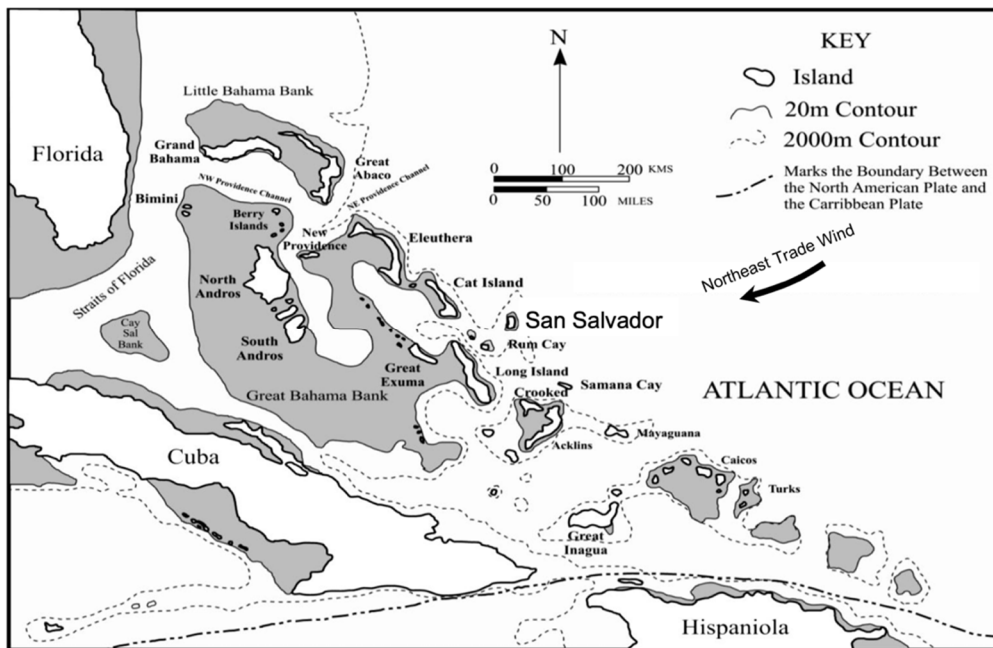 N
KEY
Island
20m Contour
2000m Contour
Marks the Boundary Between
the North American Plate and
the Carribbean Plate
0 100 200 KMS
0 50 100 MILES
Little Bahama Bank
Florida
Grand
Bahama
Great
Abaco
NW Providence Channel
NE Providence Channel
Bimini
Berry
Islands
New
Providence
Eleuthera
Northeast Trade Wind
Cat Island
North
Andros
Straits of Florida
San Salvador
Cay
Sal
Bank
Rum Cay
South
Andros
Great
Exuma
Long Island
Samana Cay
Crooked
ATLANTIC OCEAN
Great Bahama Bank
Acklins
Mayaguana
Cuba
Caicos
Turks
Great
Inagua
Hispaniola